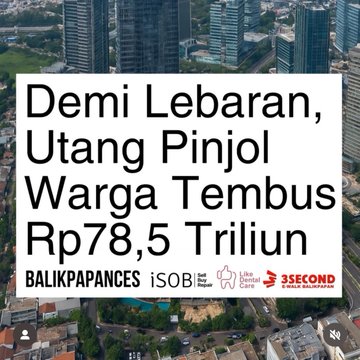 Demi Lebaran,
Utang Pinjol
Warga Tembus
Rp78,5 Triliun
BALIKPAPANCES iSOB Sell Buy Repair Like Dental Care 3SECOND E-WALK BALIKPAPAN